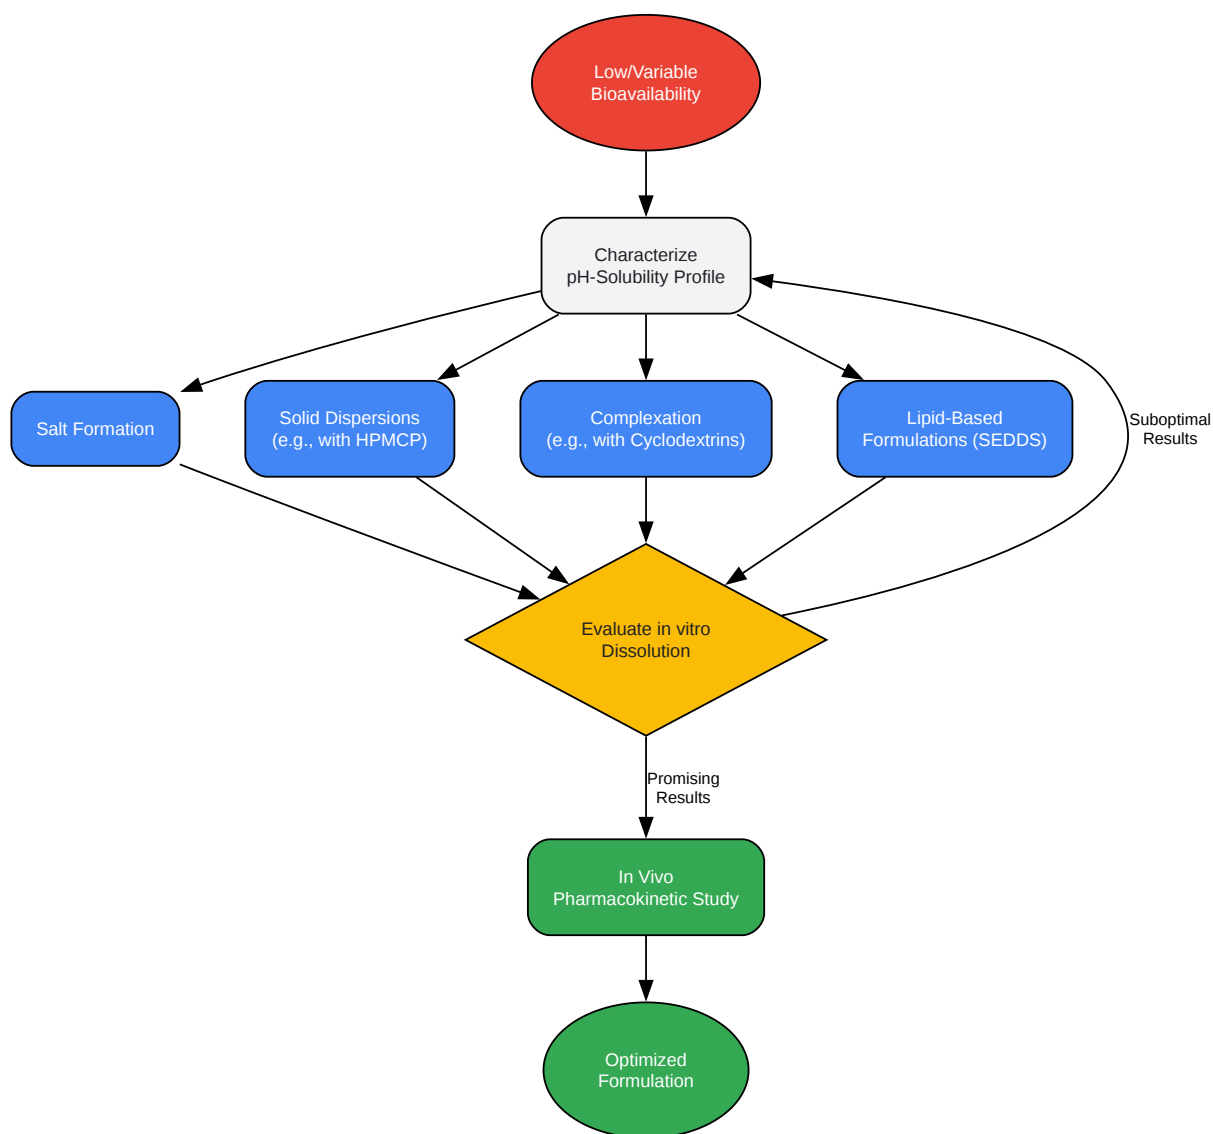 Low/Variable
Bioavailability
Characterize
pH-Solubility Profile
Salt Formation
Solid Dispersions
(e.g., with HPMCP)
Complexation
(e.g., with Cyclodextrins)
Lipid-Based
Formulations (SEDDS)
Suboptimal
Results
Evaluate in vitro
Dissolution
Promising
Results
In Vivo
Pharmacokinetic Study
Optimized
Formulation